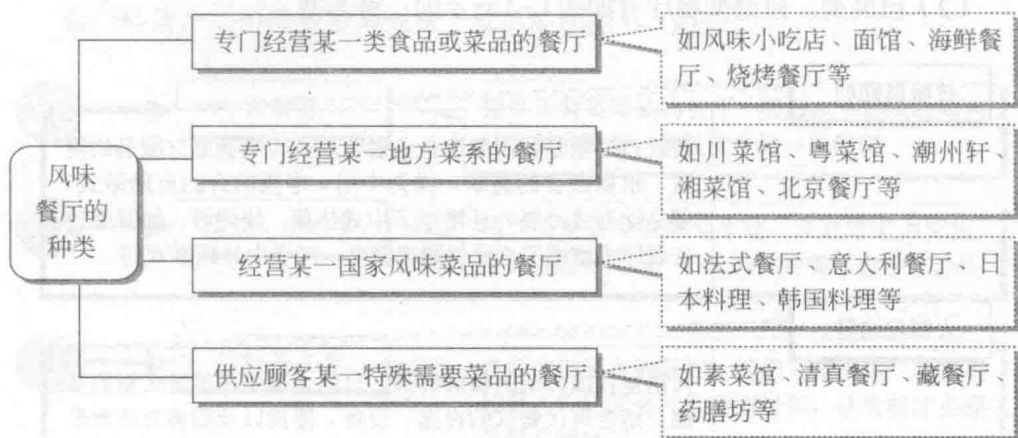 风味
餐厅的
种类
专门经营某一类食品或菜品的餐厅
如风味小吃店、面馆、海鲜餐
厅、烧烤餐厅等
专门经营某一地方菜系的餐厅
如川菜馆、粤菜馆、潮州轩、
湘菜馆、北京餐厅等
经营某一国家风味菜品的餐厅
如法式餐厅、意大利餐厅、日
本料理、韩国料理等
供应顾客某一特殊需要菜品的餐厅
如素菜馆、清真餐厅、藏餐厅、
药膳坊等